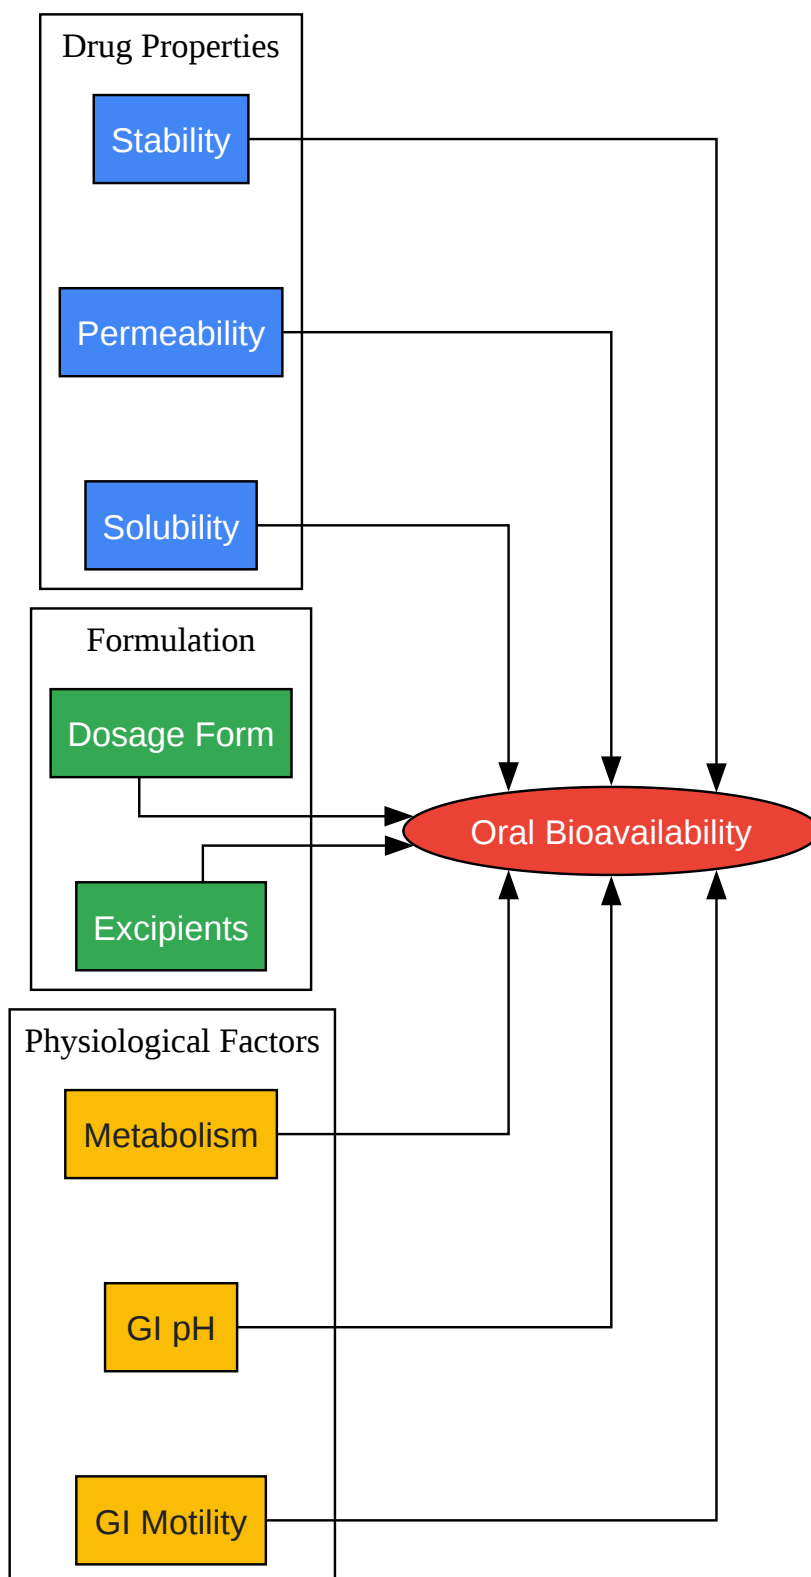 Drug Properties
Stability
Permeability
Solubility
Formulation
Dosage Form
Oral Bioavailability
Excipients
Physiological Factors
Metabolism
GI pH
GI Motility